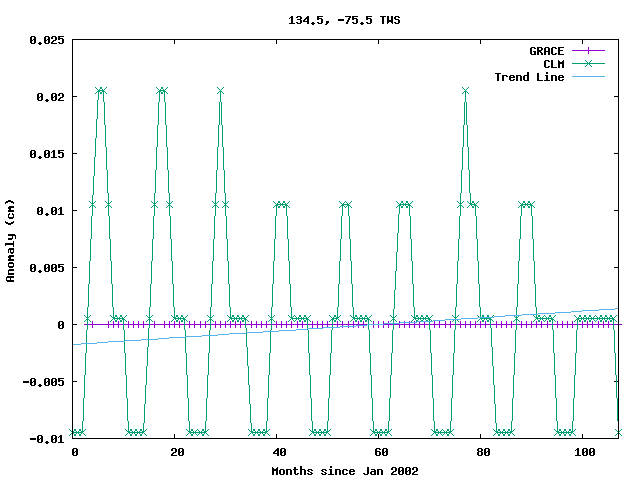 134.5, -75.5 TWS
GRACE
CLM
Trend Line
0.025
0.02
0.015
0.01
0.005
0
-0.005
-0.01
Anomaly (cm)
0 20 40 60 80 100
Months since Jan 2002